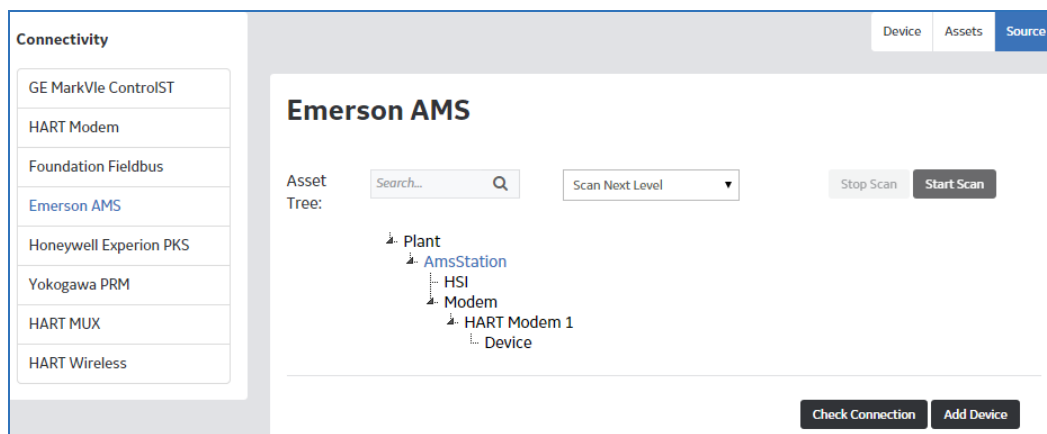 Connectivity
GE MarkVIe ControlST
HART Modem
Foundation Fieldbus
Emerson AMS
Honeywell Experion PKS
Yokogawa PRM
HART MUX
HART Wireless
Device Assets Source
Emerson AMS
Asset Tree:
Search...
Scan Next Level
Stop Scan Start Scan
Plant
AmsStation
HSI
Modem
HART Modem 1
Device
Check Connection Add Device